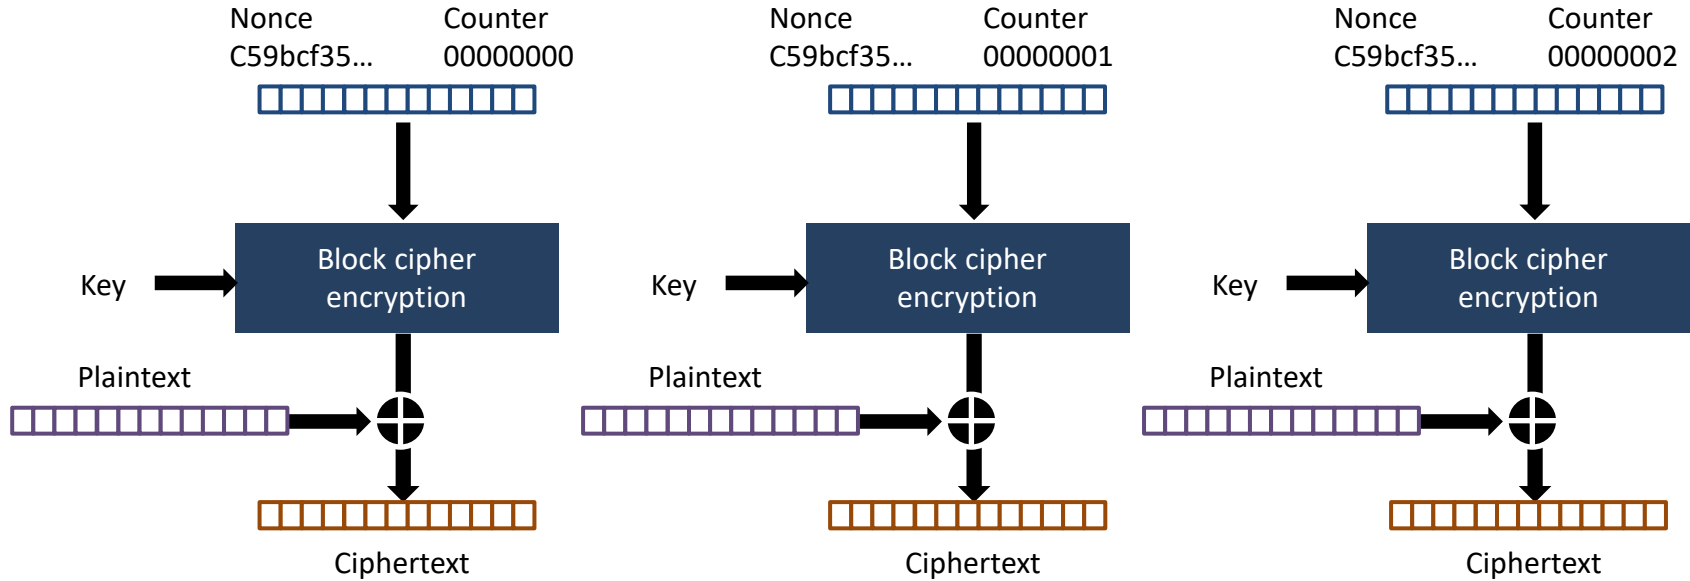 Nonce Counter
C59bcf35... 00000000
Block cipher
encryption
Key
Plaintext
Ciphertext
Nonce Counter
C59bcf35... 00000001
Block cipher
encryption
Key
Plaintext
Ciphertext
Nonce Counter
C59bcf35... 00000002
Block cipher
encryption
Key
Plaintext
Ciphertext